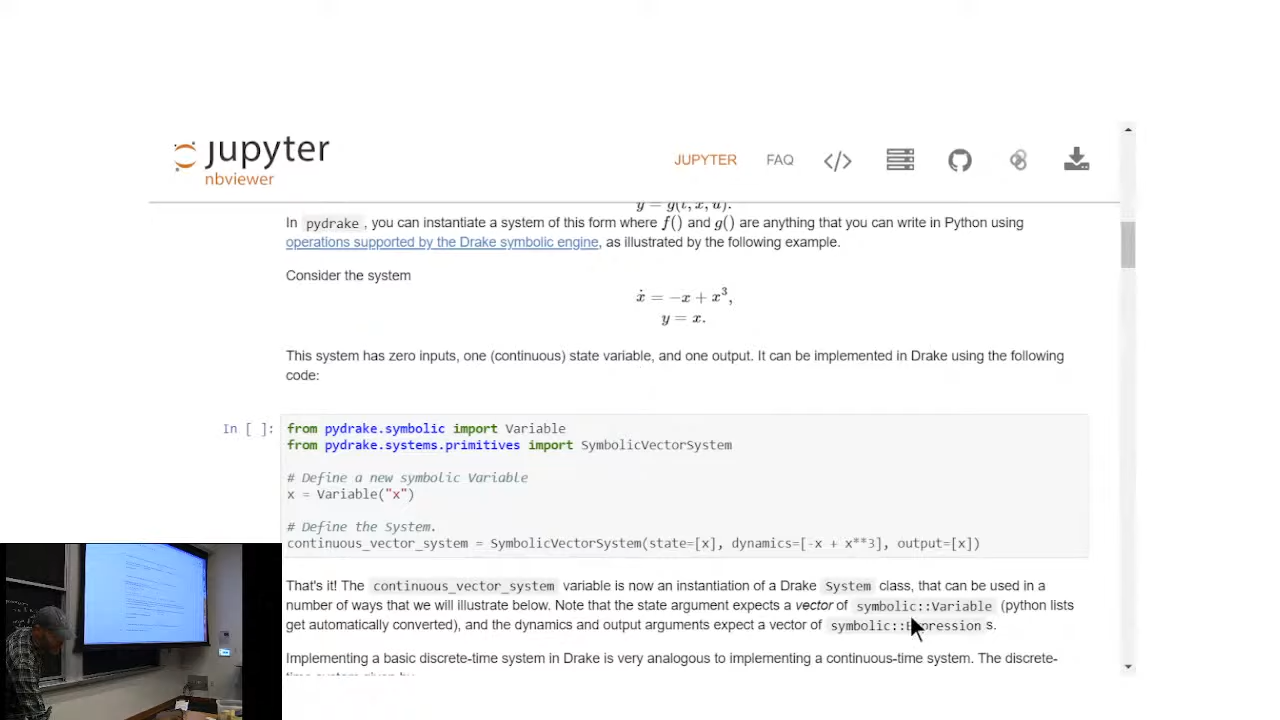 jupyter
nbviewer
JUPYTER FAQ </>
y = g(t, x, u).
In pydrake , you can instantiate a system of this form where f() and g() are anything that you can write in Python using
operations supported by the Drake symbolic engine, as illustrated by the following example.
Consider the system
ẋ = −x + x³,
y = x.
This system has zero inputs, one (continuous) state variable, and one output. It can be implemented in Drake using the following
code:
In [ ]: from pydrake.symbolic import Variable
from pydrake.systems.primitives import SymbolicVectorSystem
# Define a new symbolic Variable
x = Variable("x")
# Define the System.
continuous_vector_system = SymbolicVectorSystem(state=[x], dynamics=[-x + x**3], output=[x])
That's it! The continuous_vector_system variable is now an instantiation of a Drake System class, that can be used in a
number of ways that we will illustrate below. Note that the state argument expects a vector of symbolic::Variable (python lists
get automatically converted), and the dynamics and output arguments expect a vector of symbolic::Expression s.
Implementing a basic discrete-time system in Drake is very analogous to implementing a continuous-time system. The discrete-
time system given by